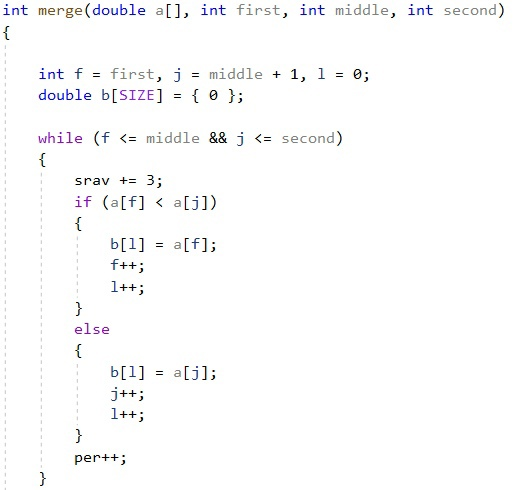 int merge(double a[], int first, int middle, int second)
{
int f = first, j = middle + 1, l = 0;
double b[SIZE] = { 0 };
while (f <= middle && j <= second)
{
srav += 3;
if (a[f] < a[j])
{
b[l] = a[f];
f++;
l++;
}
else
{
b[l] = a[j];
j++;
l++;
}
per++;
}